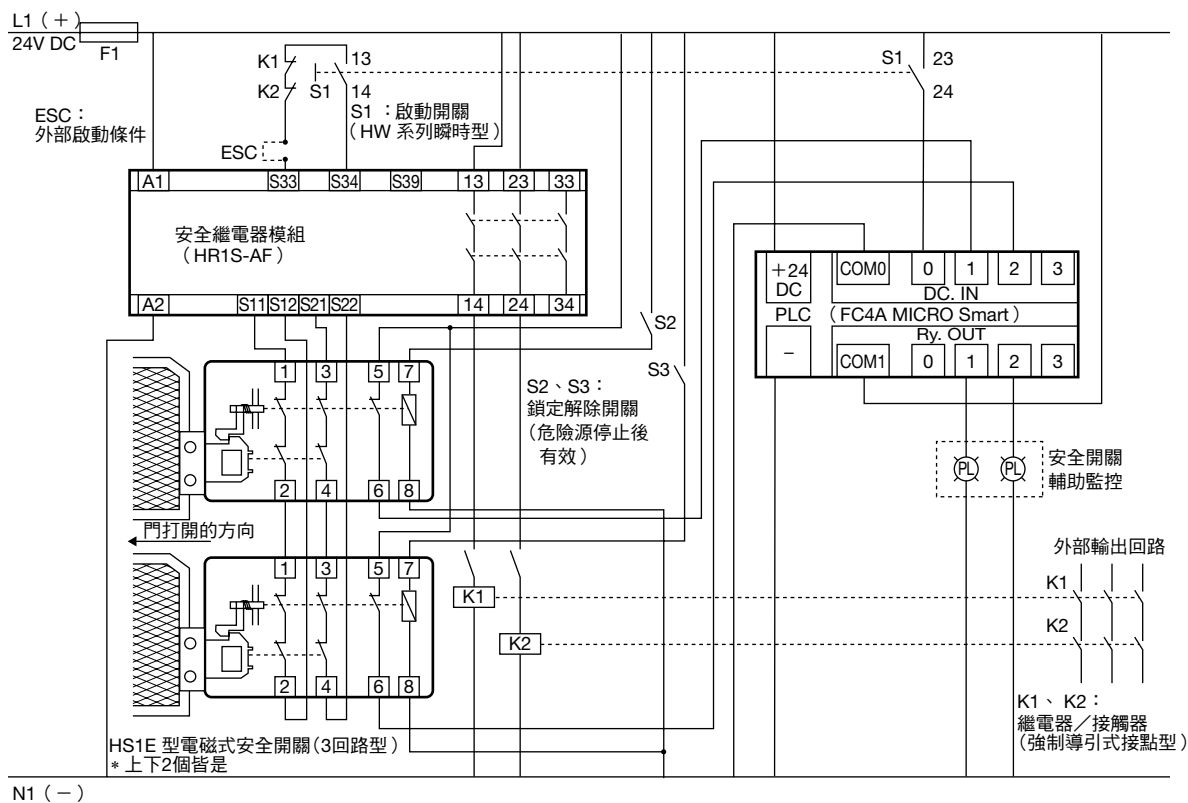 L1（＋）
24V DC
F1
K1
K2
S1
13
14
S1：啟動開關
（HW 系列瞬時型）
S1
23
24
ESC：
外部啟動條件
ESC
A1 S33 S34 S39 13 23 33
安全繼電器模組
（HR1S-AF）
A2 S11 S12 S21 S22 14 24 34
＋24
DC
COM0 0 1 2 3
DC. IN
PLC （FC4A MICRO Smart）
Ry. OUT
－
COM1 0 1 2 3
S2
S3
S2、S3：
鎖定解除開關
（危險源停止後
有效）
1 3 5 7
2 4 6 8
PL PL
安全開關
輔助監控
門打開的方向
1 3 5 7
2 4 6 8
K1
K2
外部輸出回路
K1
K2
K1、K2：
繼電器／接觸器
（強制導引式接點型）
HS1E 型電磁式安全開關（3回路型）
* 上下2個皆是
N1（－）